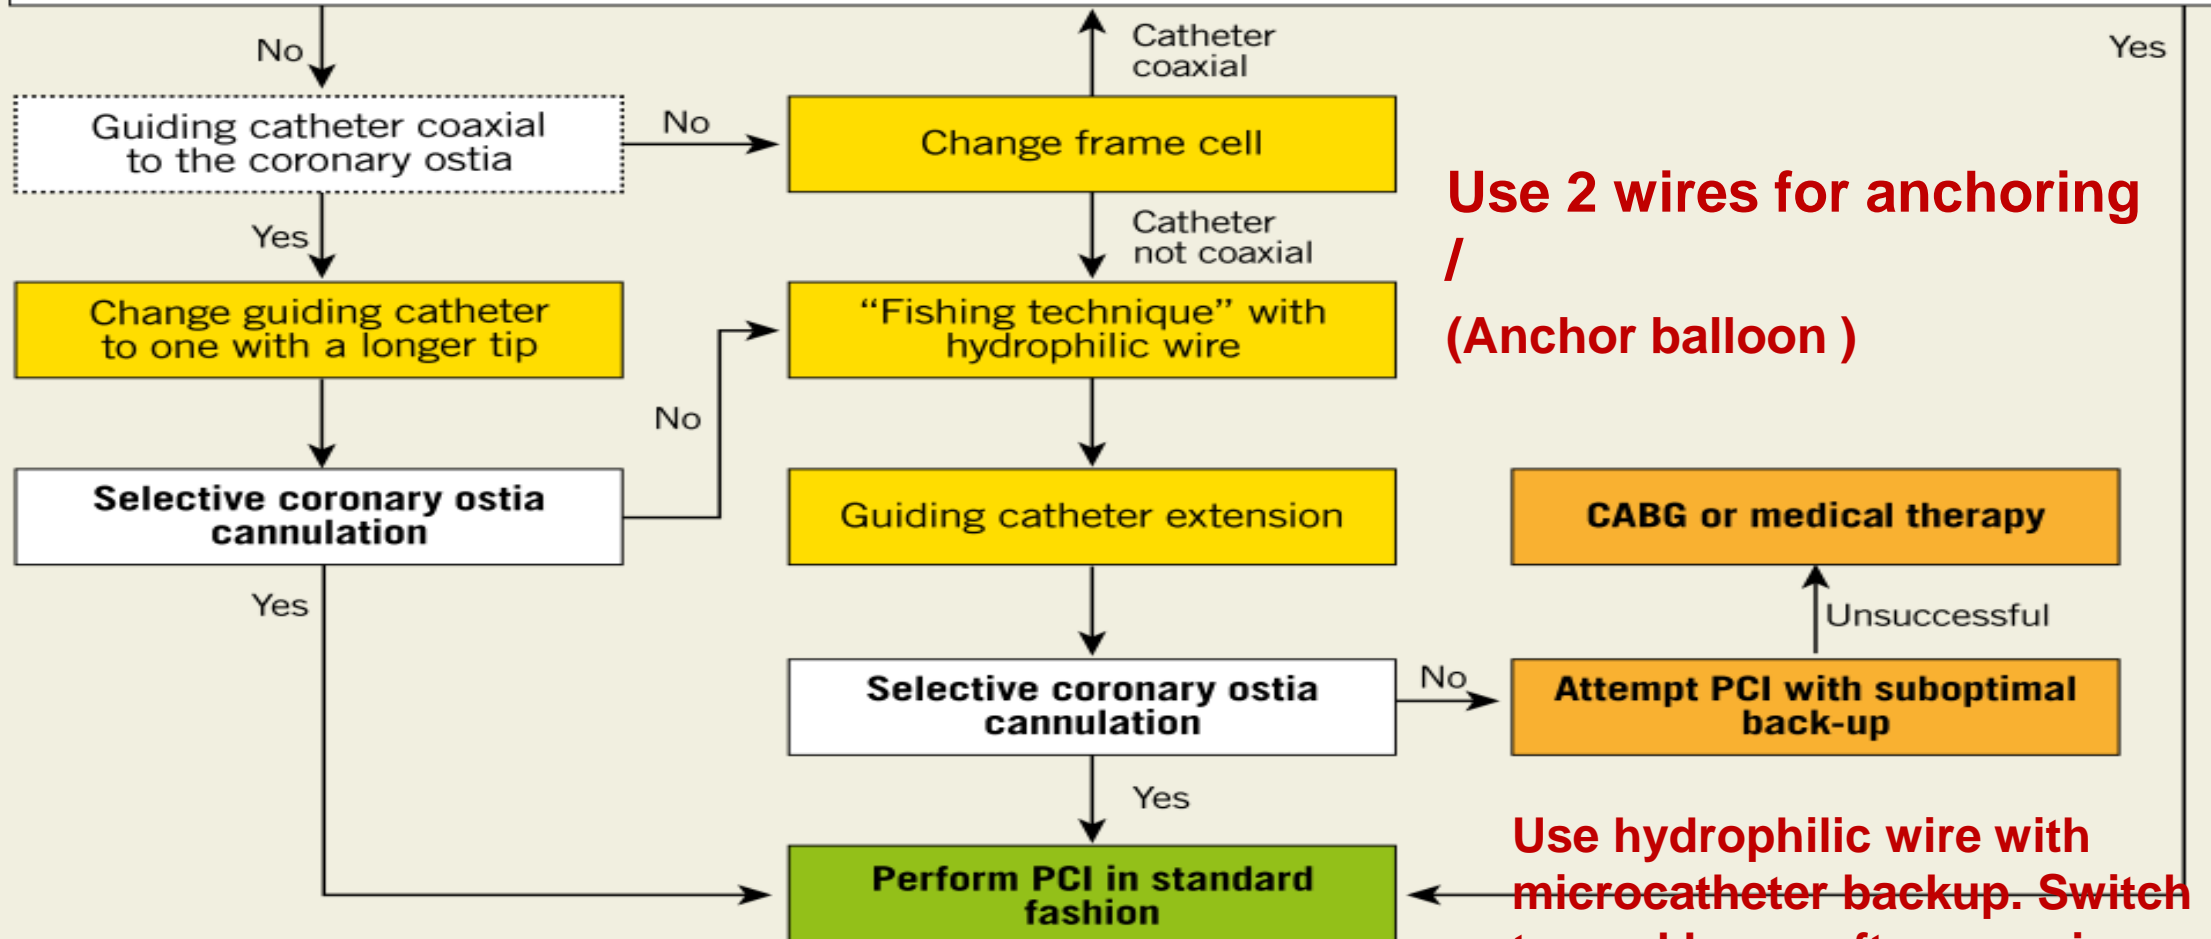 No
Catheter
coaxial
Yes
Guiding catheter coaxial
to the coronary ostia
No
Change frame cell
Use 2 wires for anchoring
/
(Anchor balloon )
Yes
Catheter
not coaxial
Change guiding catheter
to one with a longer tip
“Fishing technique” with
hydrophilic wire
No
Selective coronary ostia
cannulation
Guiding catheter extension
CABG or medical therapy
Yes
Unsuccessful
Selective coronary ostia
cannulation
No
Attempt PCI with suboptimal
back-up
Yes
Use hydrophilic wire with
microcatheter backup. Switch
Perform PCI in standard
fashion